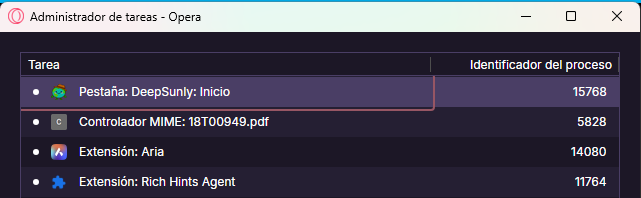 Administrador de tareas - Opera
Tarea Identificador del proceso
Pestaña: DeepSunly: Inicio 15768
C Controlador MIME: 18T00949.pdf 5828
Extensión: Aria 14080
Extensión: Rich Hints Agent 11764